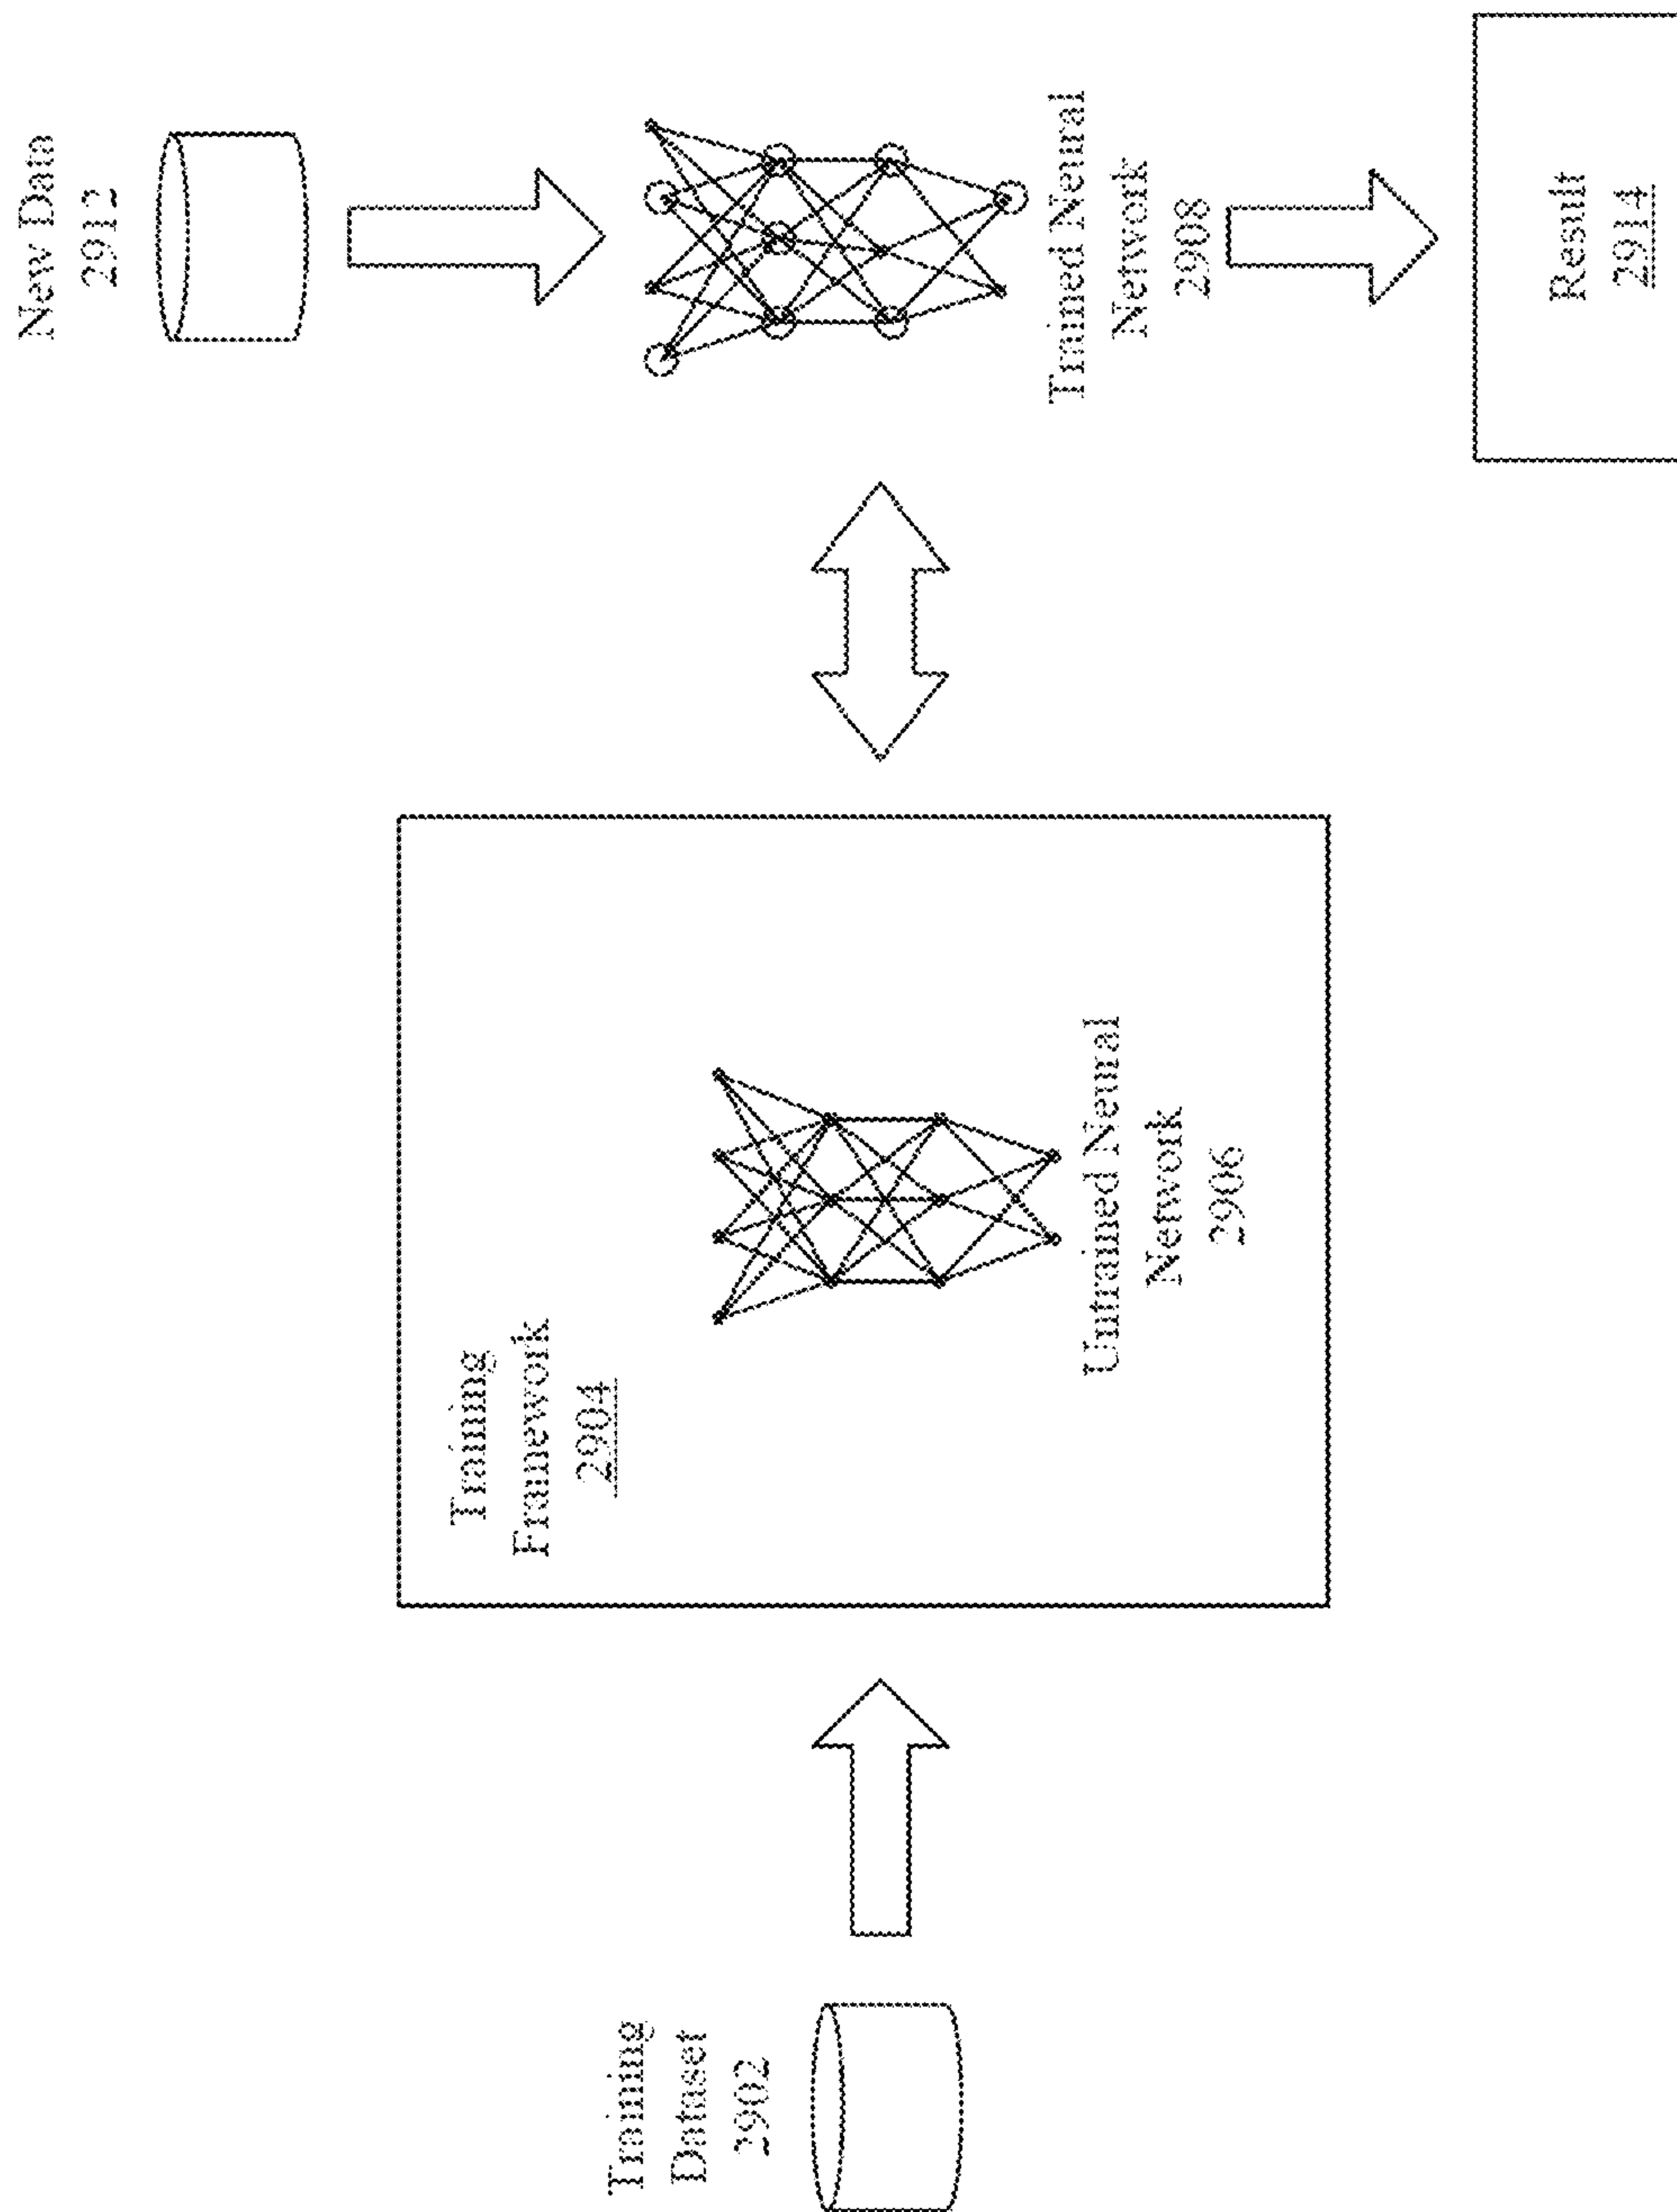 Training
Dataset
2902
Training
Framework
2904
Untrained Neural
Network
2906
New Data
2912
Trained Neural
Network
2908
Result
2914